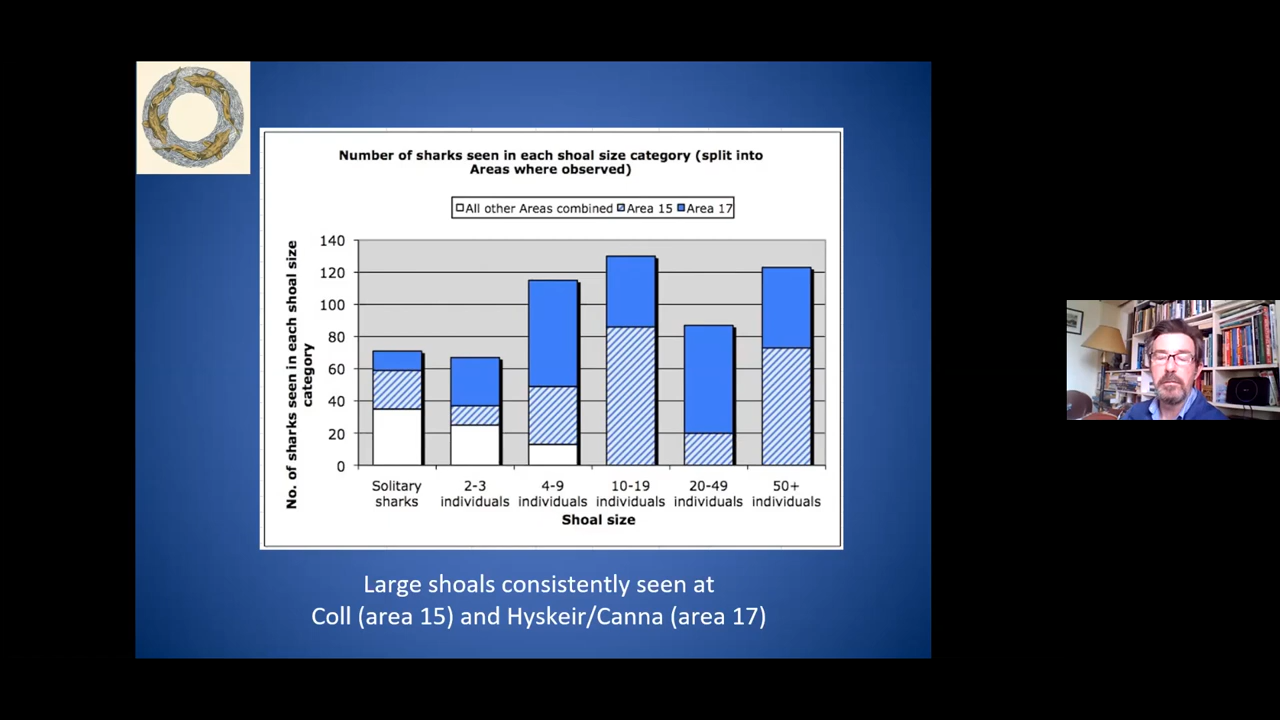 Number of sharks seen in each shoal size category (split into
Areas where observed)
All other Areas combined Area 15 Area 17
No. of sharks seen in each shoal size
category
140
120
100
80
60
40
20
0
Solitary
sharks
2-3
individuals
4-9
individuals
10-19
individuals
20-49
individuals
50+
individuals
Shoal size
Large shoals consistently seen at
Coll (area 15) and Hyskeir/Canna (area 17)